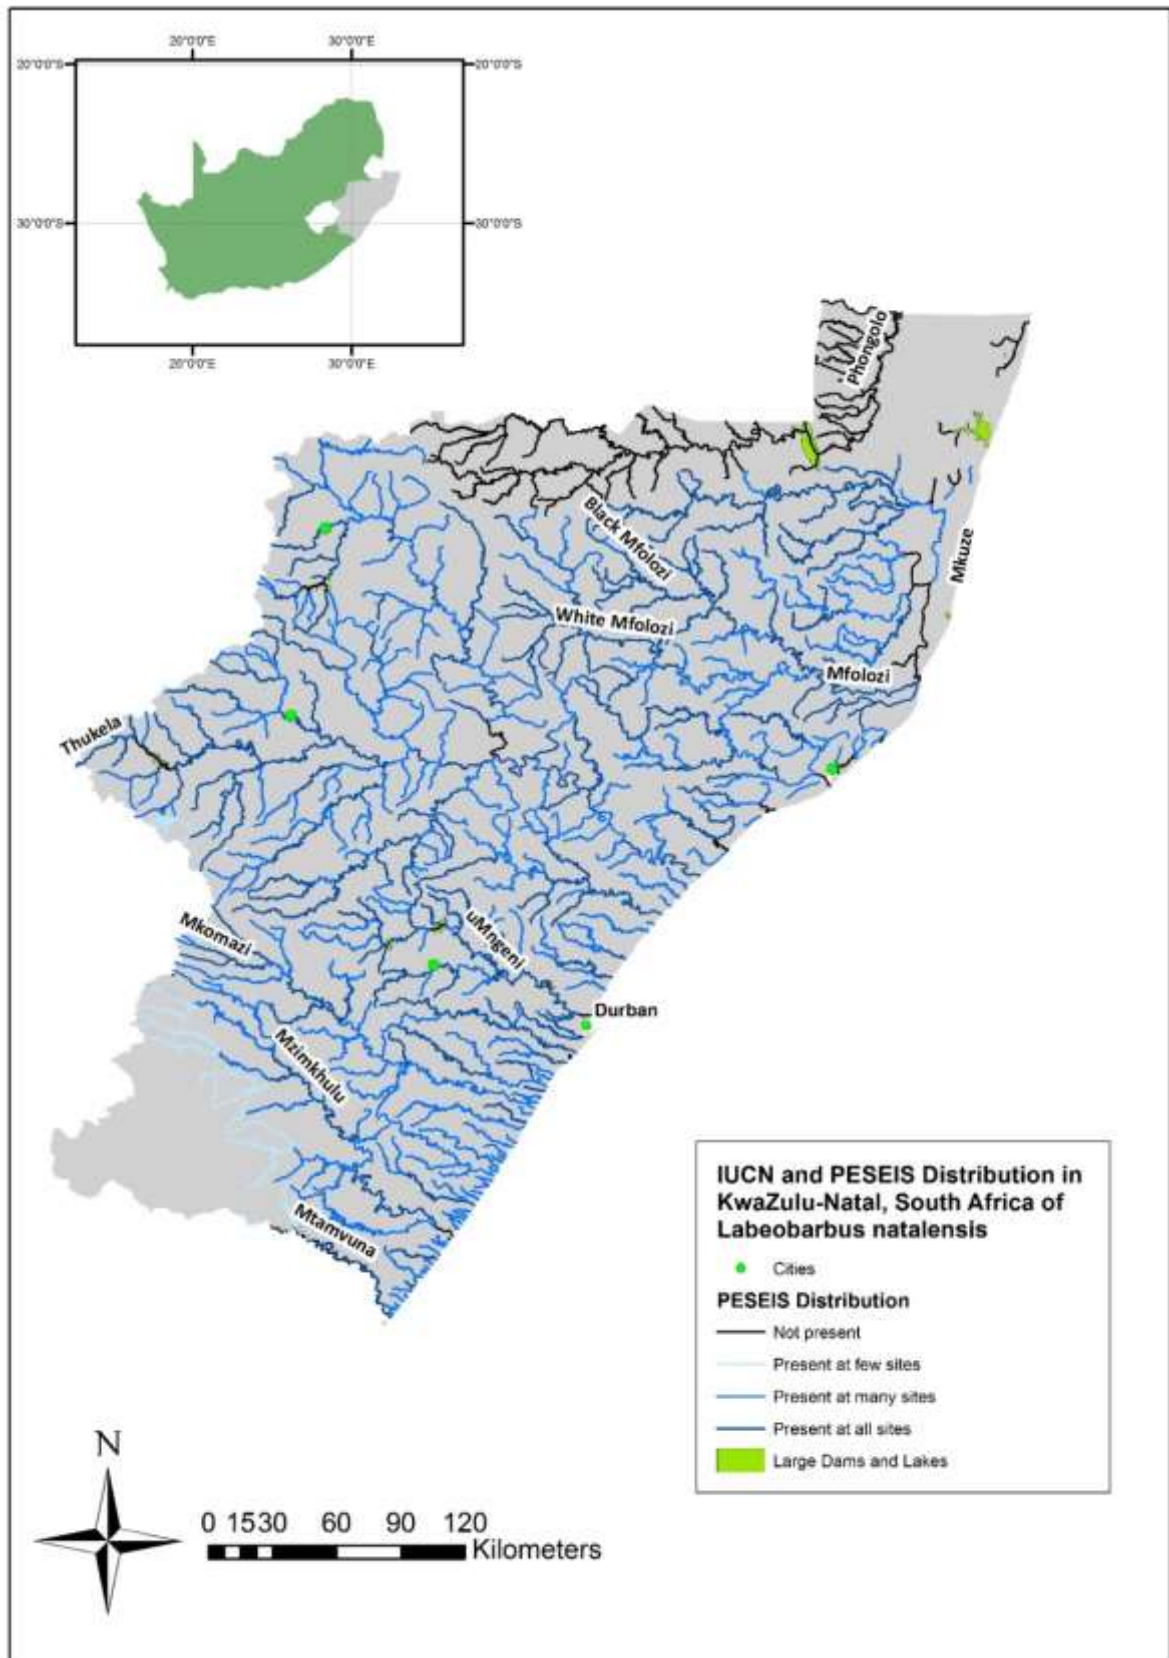 20°0'0"E
30°0'0"E
20°0'0"S
20°0'0"S
30°0'0"S
30°0'0"S
20°0'0"E
30°0'0"E
Phongolo
Black Mfolozi
Mkuze
White Mfolozi
Mfolozi
Thukela
uMngeni
Mkomazi
Durban
Mzimkhulu
Mtamvuna
IUCN and PESEIS Distribution in
KwaZulu-Natal, South Africa of
Labeobarbus natalensis
Cities
PESEIS Distribution
Not present
Present at few sites
Present at many sites
Present at all sites
Large Dams and Lakes
N
0 15 30 60 90 120
Kilometers